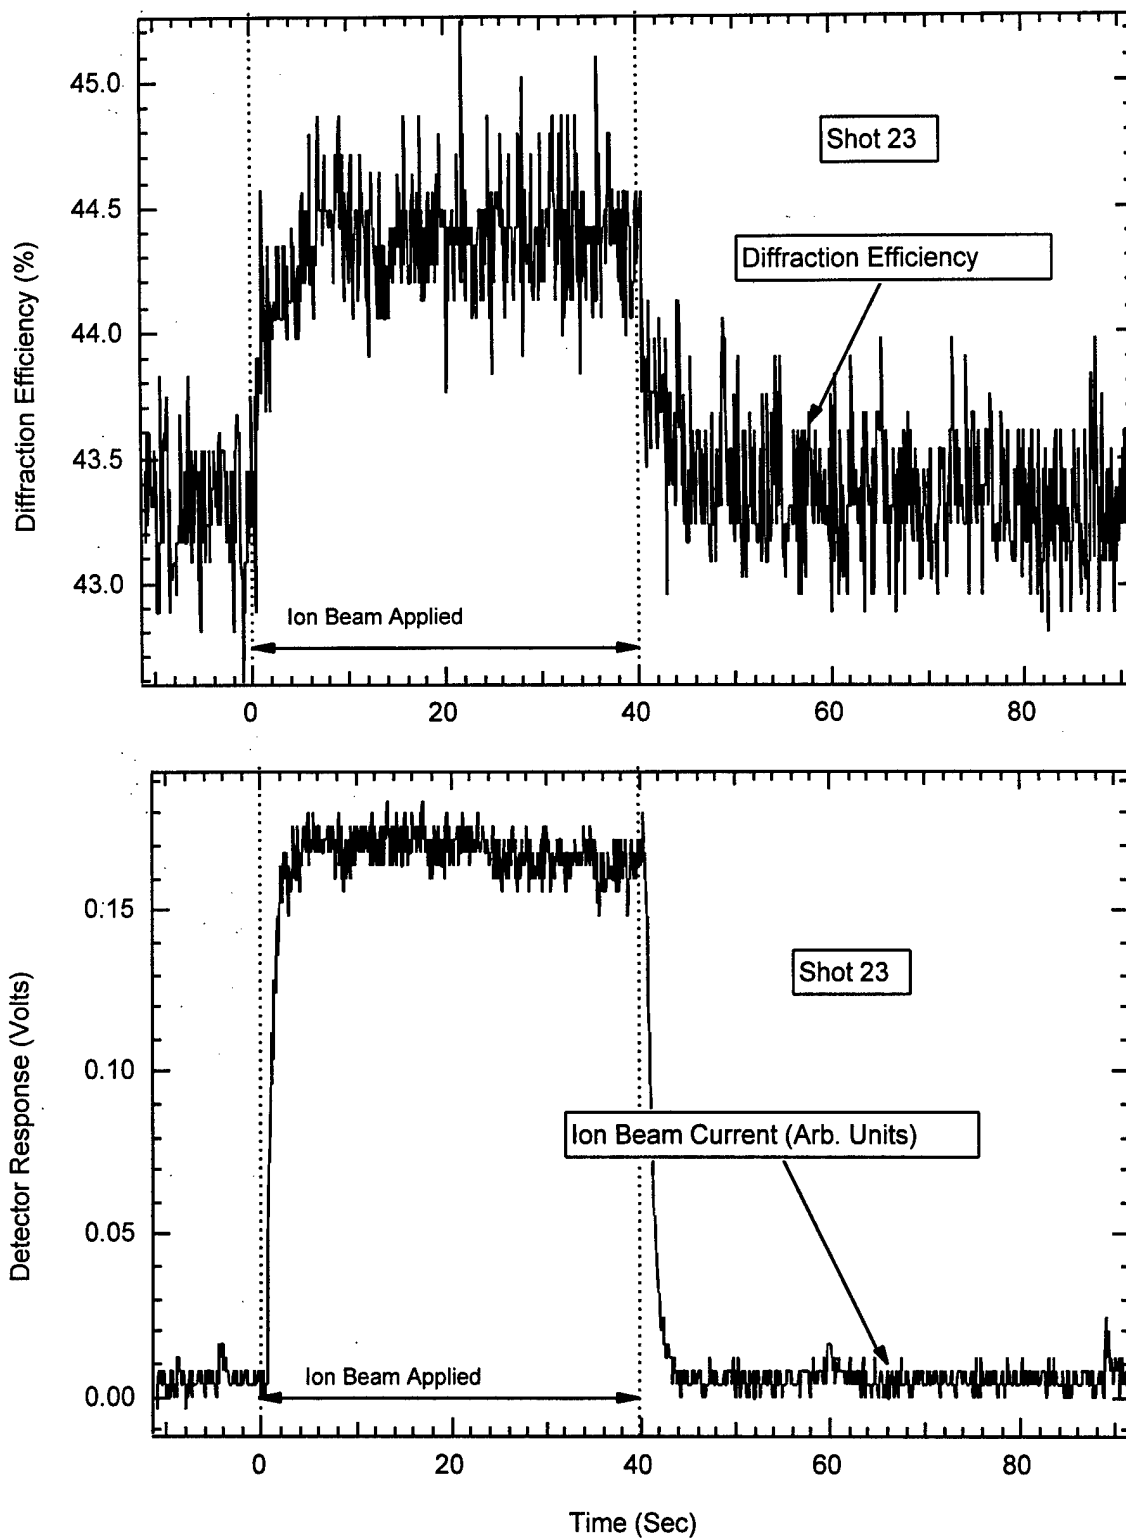 45.0
Shot 23
44.5
Diffraction Efficiency
44.0
43.5
43.0
Diffraction Efficiency (%)
Ion Beam Applied
0 20 40 60 80
0.15
Shot 23
0.10
Ion Beam Current (Arb. Units)
0.05
0.00
Detector Response (Volts)
Ion Beam Applied
0 20 40 60 80
Time (Sec)